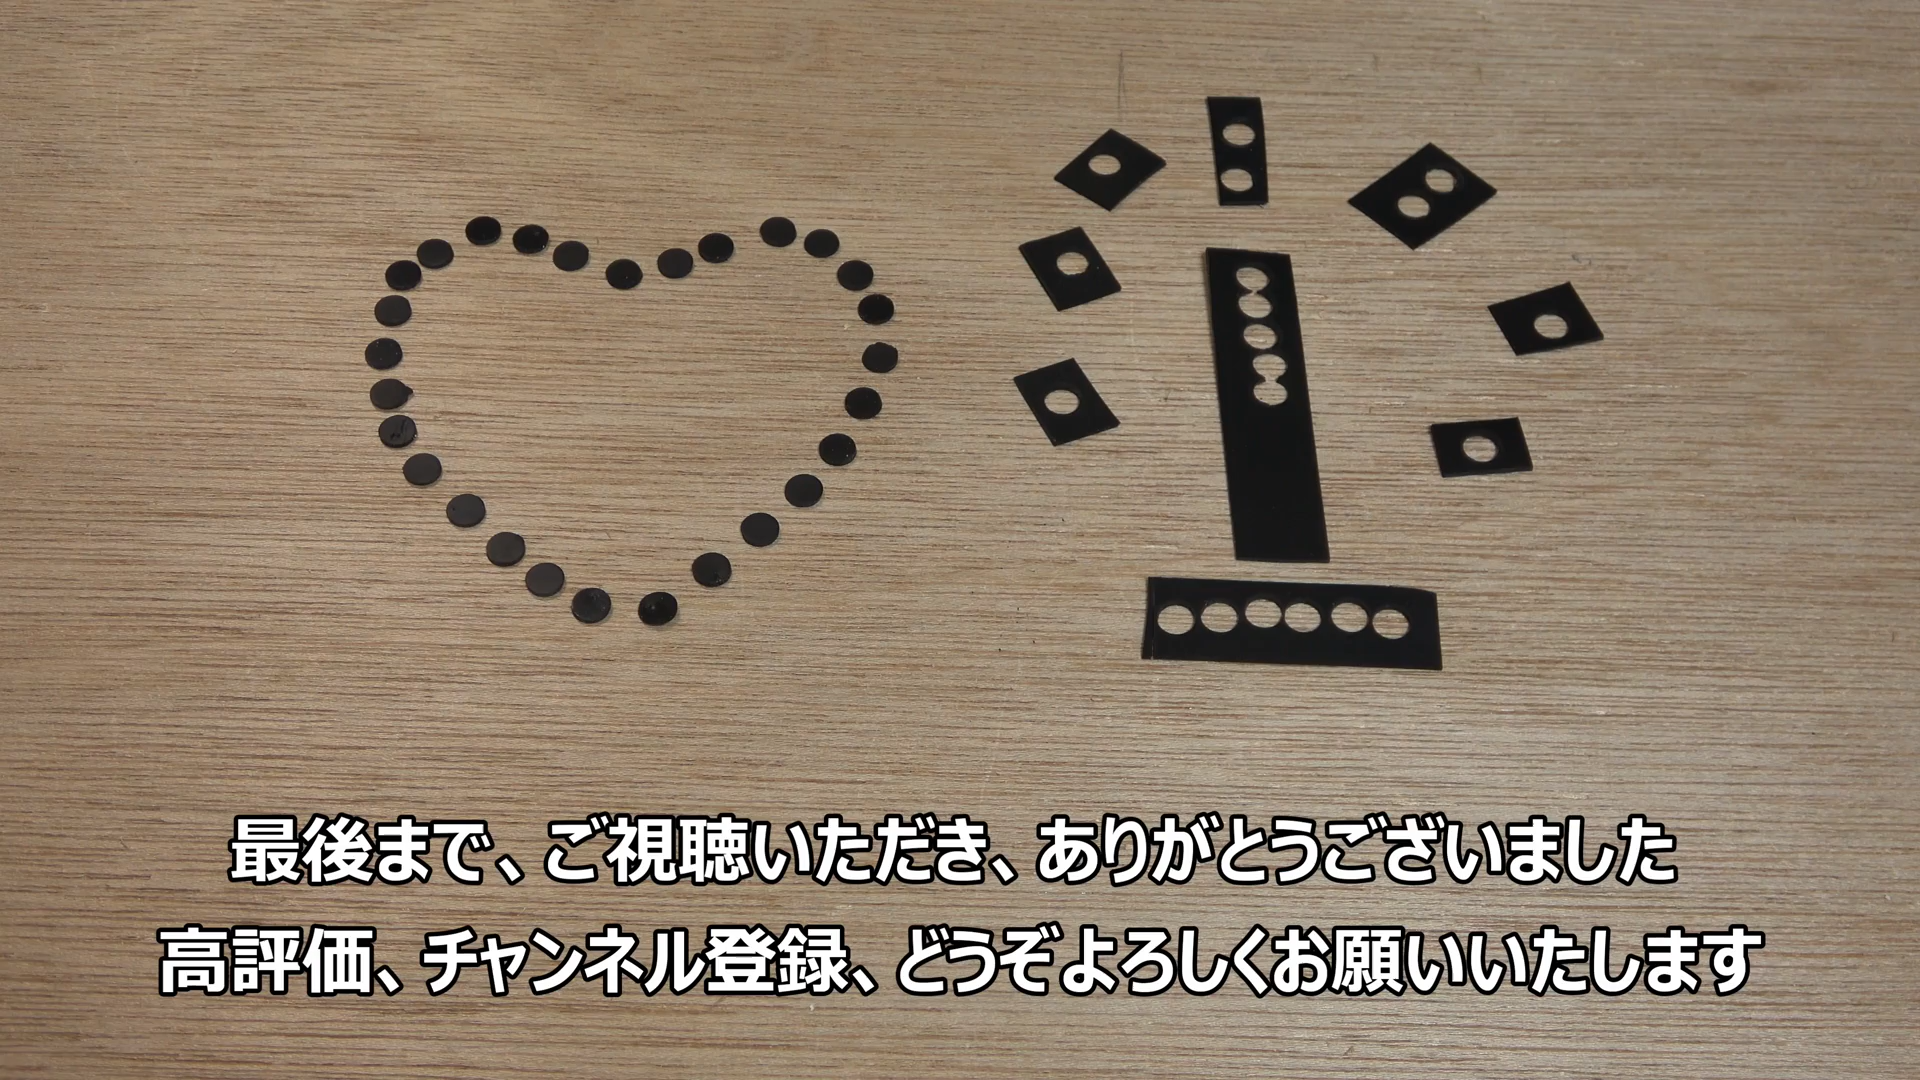 最後まで、ご視聴いただき、ありがとうございました
高評価、チャンネル登録、どうぞよろしくお願いいたします